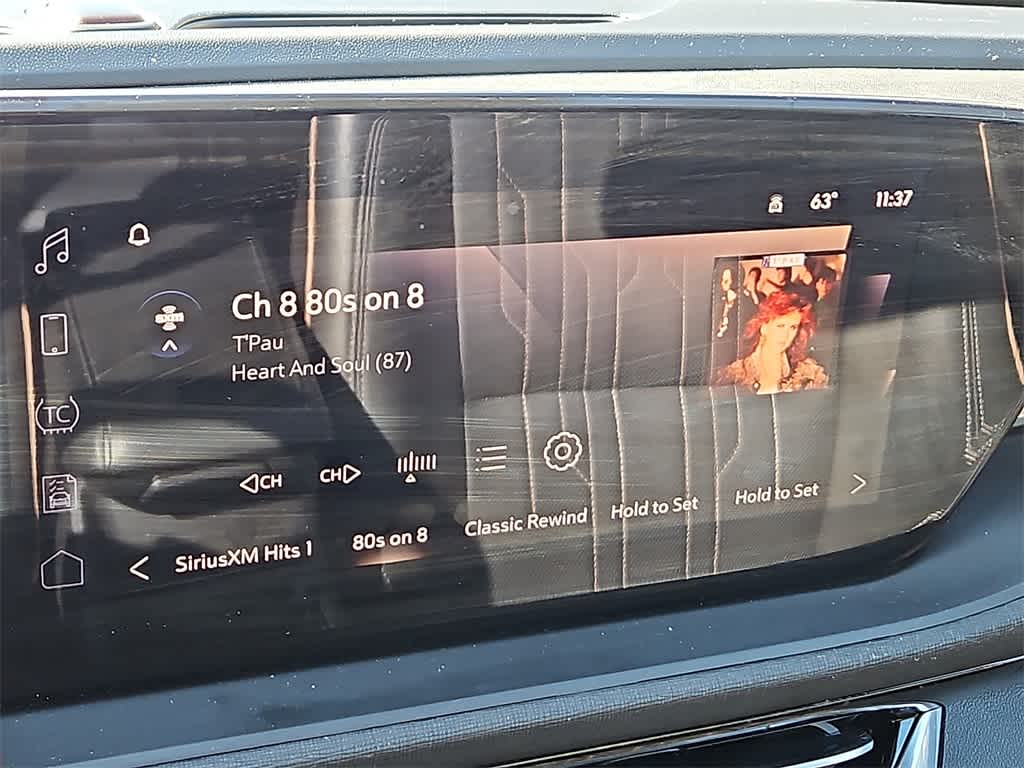 63° 11:37
Ch 8 80s on 8
T'Pau
Heart And Soul (87)
TC
CH CH
SiriusXM Hits 1 80s on 8 Classic Rewind Hold to Set Hold to Set